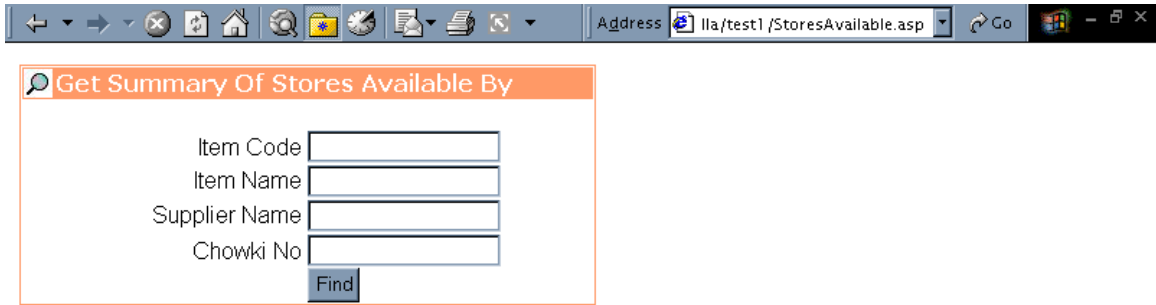 Address lla/test1/StoresAvailable.asp Go
Get Summary Of Stores Available By
Item Code
Item Name
Supplier Name
Chowki No
Find